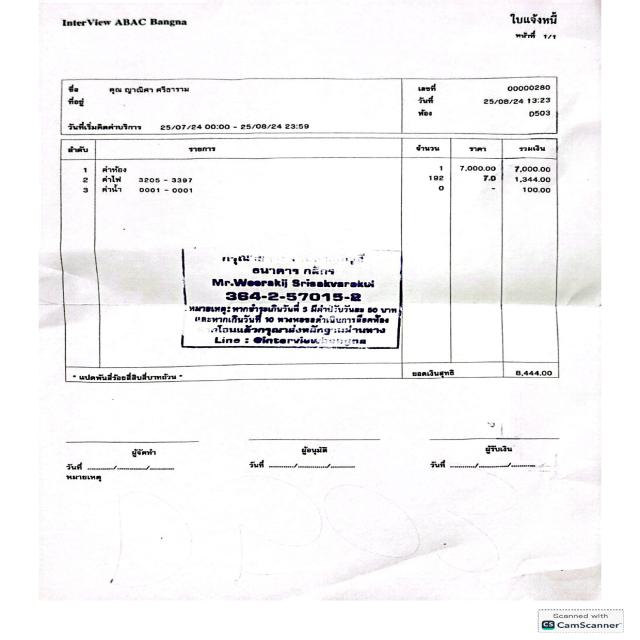 InterView ABAC Bangna
ใบแจ้งหนี้
หน้าที่ 1/1
ชื่อ คุณ ญาณิศา ศรีธาราม
ที่อยู่
เลขที่ 00000280
วันที่ 25/08/24 13:23
ห้อง D503
วันที่เริ่มคิดค่าบริการ 25/07/24 00:00 - 25/08/24 23:59
ลำดับ รายการ จำนวน ราคา รวมเงิน
1 ค่าห้อง 1 7,000.00 7,000.00
2 ค่าไฟ 3205 - 3397 192 7.0 1,344.00
3 ค่าน้ำ 0001 - 0001 0 - 100.00
ธนาคาร กสิกร
Mr.Weerakij Srisakvarakul
364-2-57015-2
หมายเหตุ: หากชำระเกินวันที่ 5 มีค่าปรับวันละ 50 บาท
และหากเกินวันที่ 10 ทางหอขอดำเนินการล็อคห้อง
โอนแล้วกรุณาส่งหลักฐานผ่านทาง
Line : @interviewbangna
* แปดพันสี่ร้อยสี่สิบสี่บาทถ้วน * ยอดเงินสุทธิ 8,444.00
ผู้จัดทำ ผู้อนุมัติ ผู้รับเงิน
วันที่ ........../........../.......... วันที่ ........../........../.......... วันที่ ........../........../..........
หมายเหตุ
Scanned with
CS CamScanner